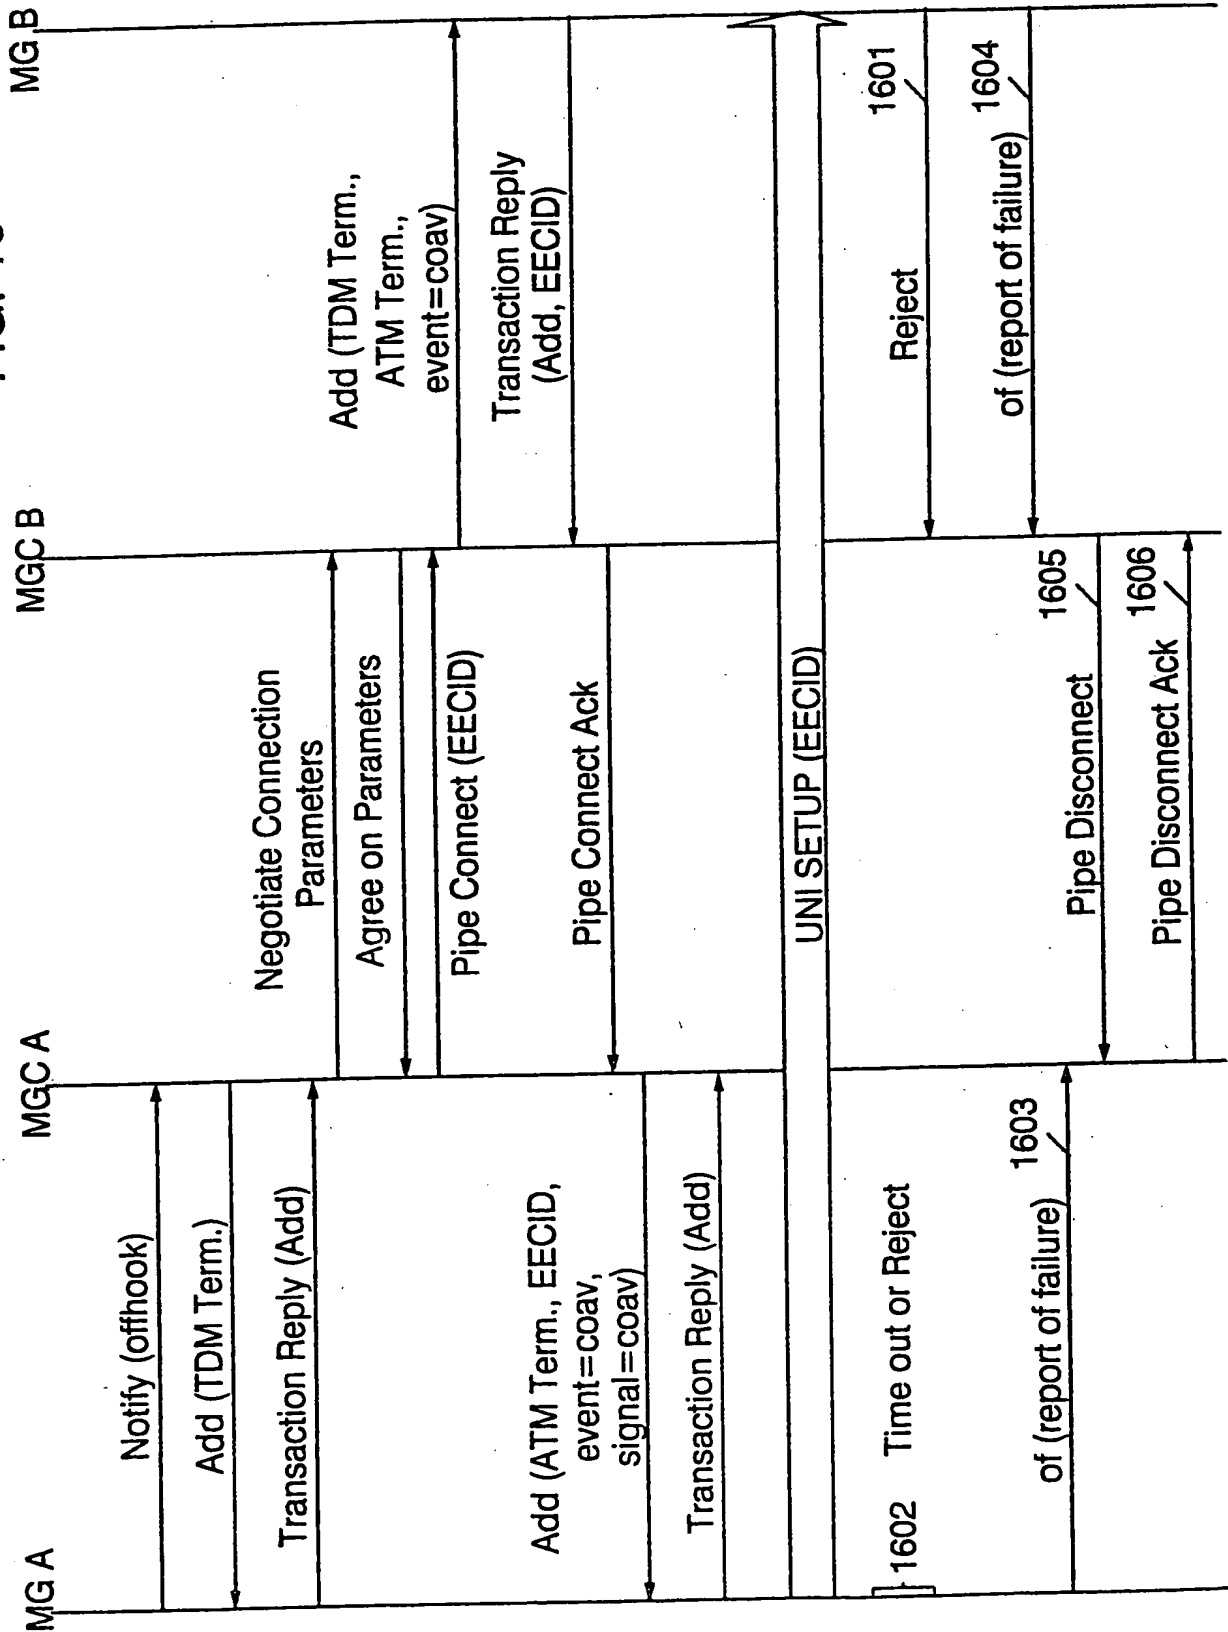 MG A
MGC A
MGC B
MG B
Notify (offhook)
Add (TDM Term.)
Transaction Reply (Add)
Negotiate Connection
Parameters
Agree on Parameters
Pipe Connect (EECID)
Add (TDM Term.,
ATM Term.,
event=coav)
Transaction Reply
(Add, EECID)
Pipe Connect Ack
Add (ATM Term., EECID,
event=coav,
signal=coav)
Transaction Reply (Add)
UNI SETUP (EECID)
1602
Time out or Reject
Reject
1601
of (report of failure)
1603
of (report of failure)
1604
Pipe Disconnect
1605
Pipe Disconnect Ack
1606